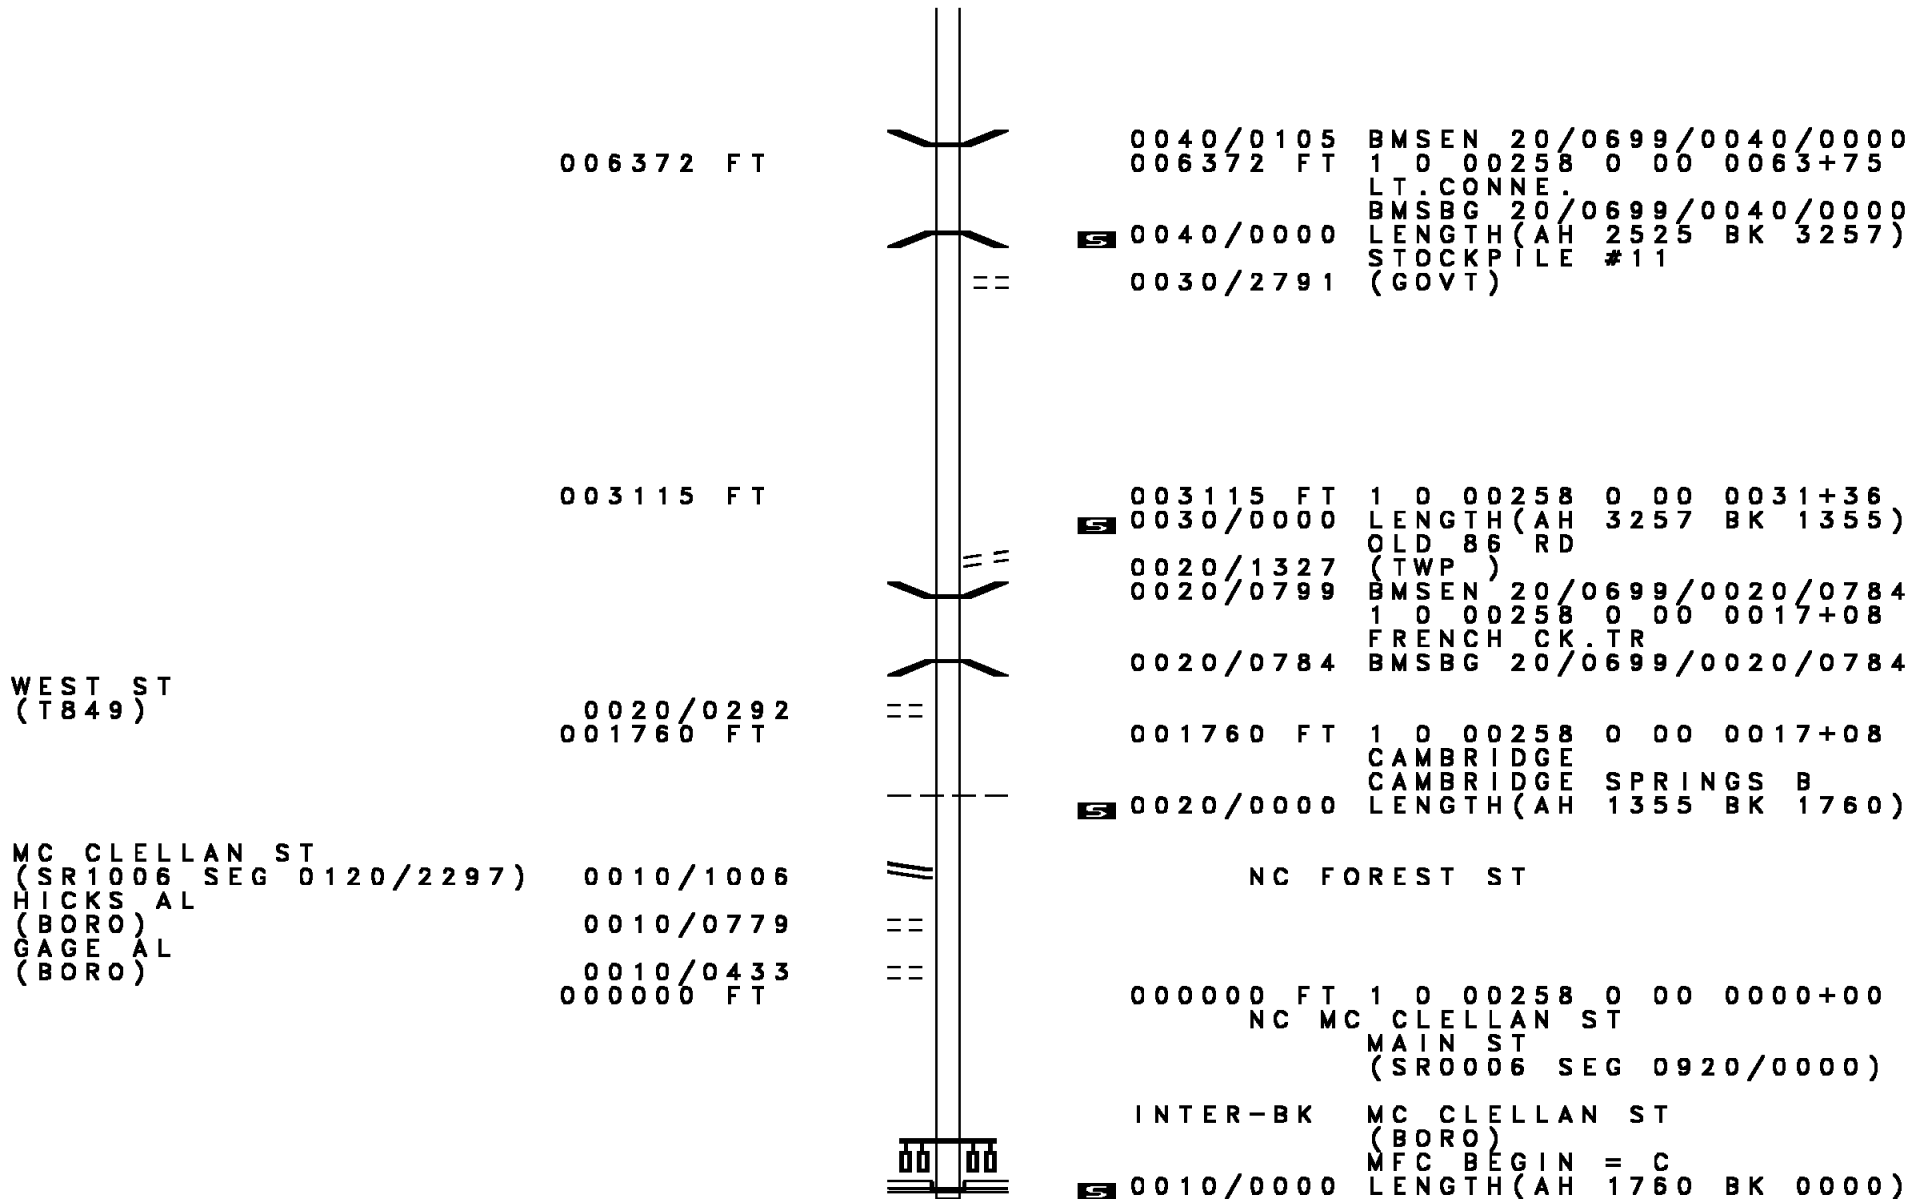 0040/0105 BMSEN 20/0699/0040/0000
006372 FT 006372 FT 1 0 00258 0 00 0063+75
LT.CONNE.
BMSBG 20/0699/0040/0000
S 0040/0000 LENGTH(AH 2525 BK 3257)
STOCKPILE #11
0030/2791 (GOVT)
003115 FT 003115 FT 1 0 00258 0 00 0031+36
S 0030/0000 LENGTH(AH 3257 BK 1355)
OLD 86 RD
0020/1327 (TWP )
0020/0799 BMSEN 20/0699/0020/0784
1 0 00258 0 00 0017+08
FRENCH CK.TR
0020/0784 BMSBG 20/0699/0020/0784
WEST ST
(T849) 0020/0292
001760 FT 001760 FT 1 0 00258 0 00 0017+08
CAMBRIDGE
CAMBRIDGE SPRINGS B
S 0020/0000 LENGTH(AH 1355 BK 1760)
MC CLELLAN ST
(SR1006 SEG 0120/2297) 0010/1006 NC FOREST ST
HICKS AL
(BORO) 0010/0779
GAGE AL
(BORO) 0010/0433
000000 FT 000000 FT 1 0 00258 0 00 0000+00
NC MC CLELLAN ST
MAIN ST
(SR0006 SEG 0920/0000)
INTER-BK MC CLELLAN ST
(BORO)
MFC BEGIN = C
S 0010/0000 LENGTH(AH 1760 BK 0000)